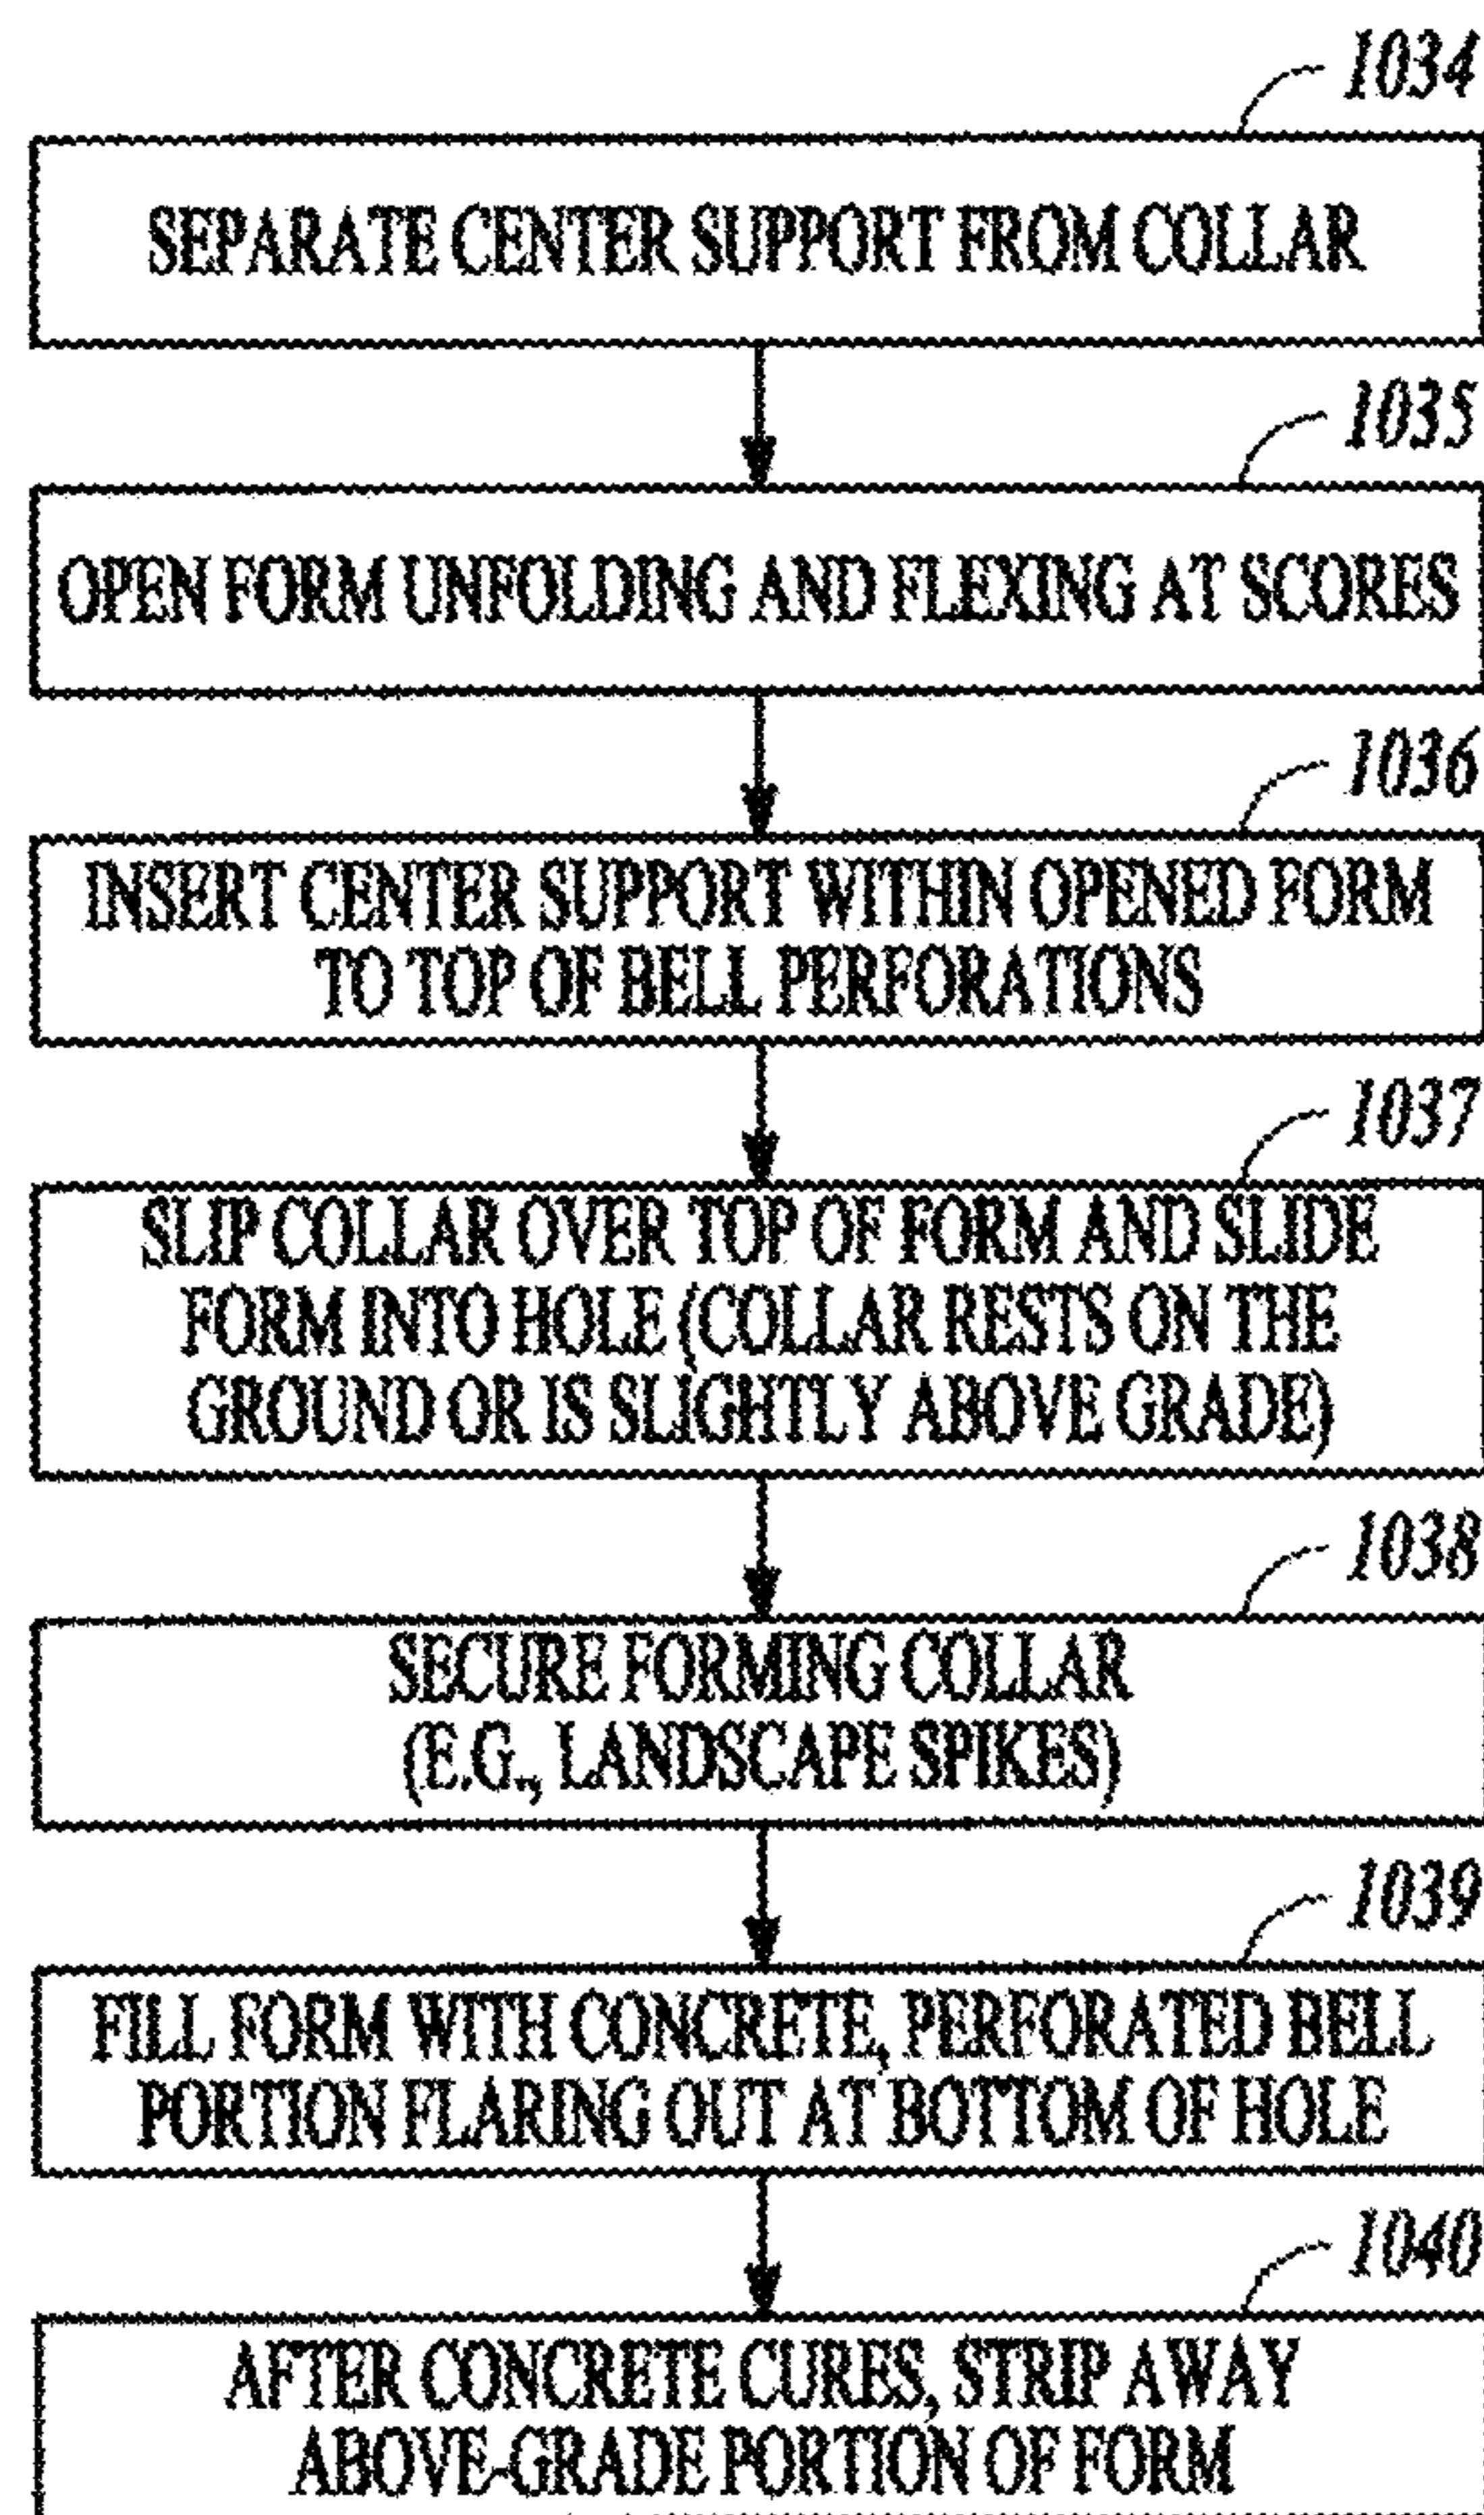 1034
SEPARATE CENTER SUPPORT FROM COLLAR
1035
OPEN FORM UNFOLDING AND FLEXING AT SCORES
1036
INSERT CENTER SUPPORT WITHIN OPENED FORM
TO TOP OF BELL PERFORATIONS
1037
SLIP COLLAR OVER TOP OF FORM AND SLIDE
FORM INTO HOLE (COLLAR RESTS ON THE
GROUND OR IS SLIGHTLY ABOVE GRADE)
1038
SECURE FORMING COLLAR
(E.G., LANDSCAPE SPIKES)
1039
FILL FORM WITH CONCRETE, PERFORATED BELL
PORTION FLARING OUT AT BOTTOM OF HOLE
1040
AFTER CONCRETE CURES, STRIP AWAY
ABOVE-GRADE PORTION OF FORM